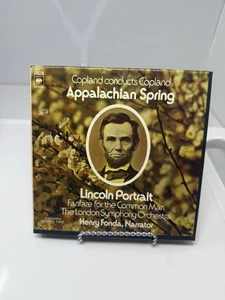 Copland conducts Copland:
Appalachian Spring
Lincoln Portrait
Fanfare for the Common Man
The London Symphony Orchestra
Henry Fonda, Narrator